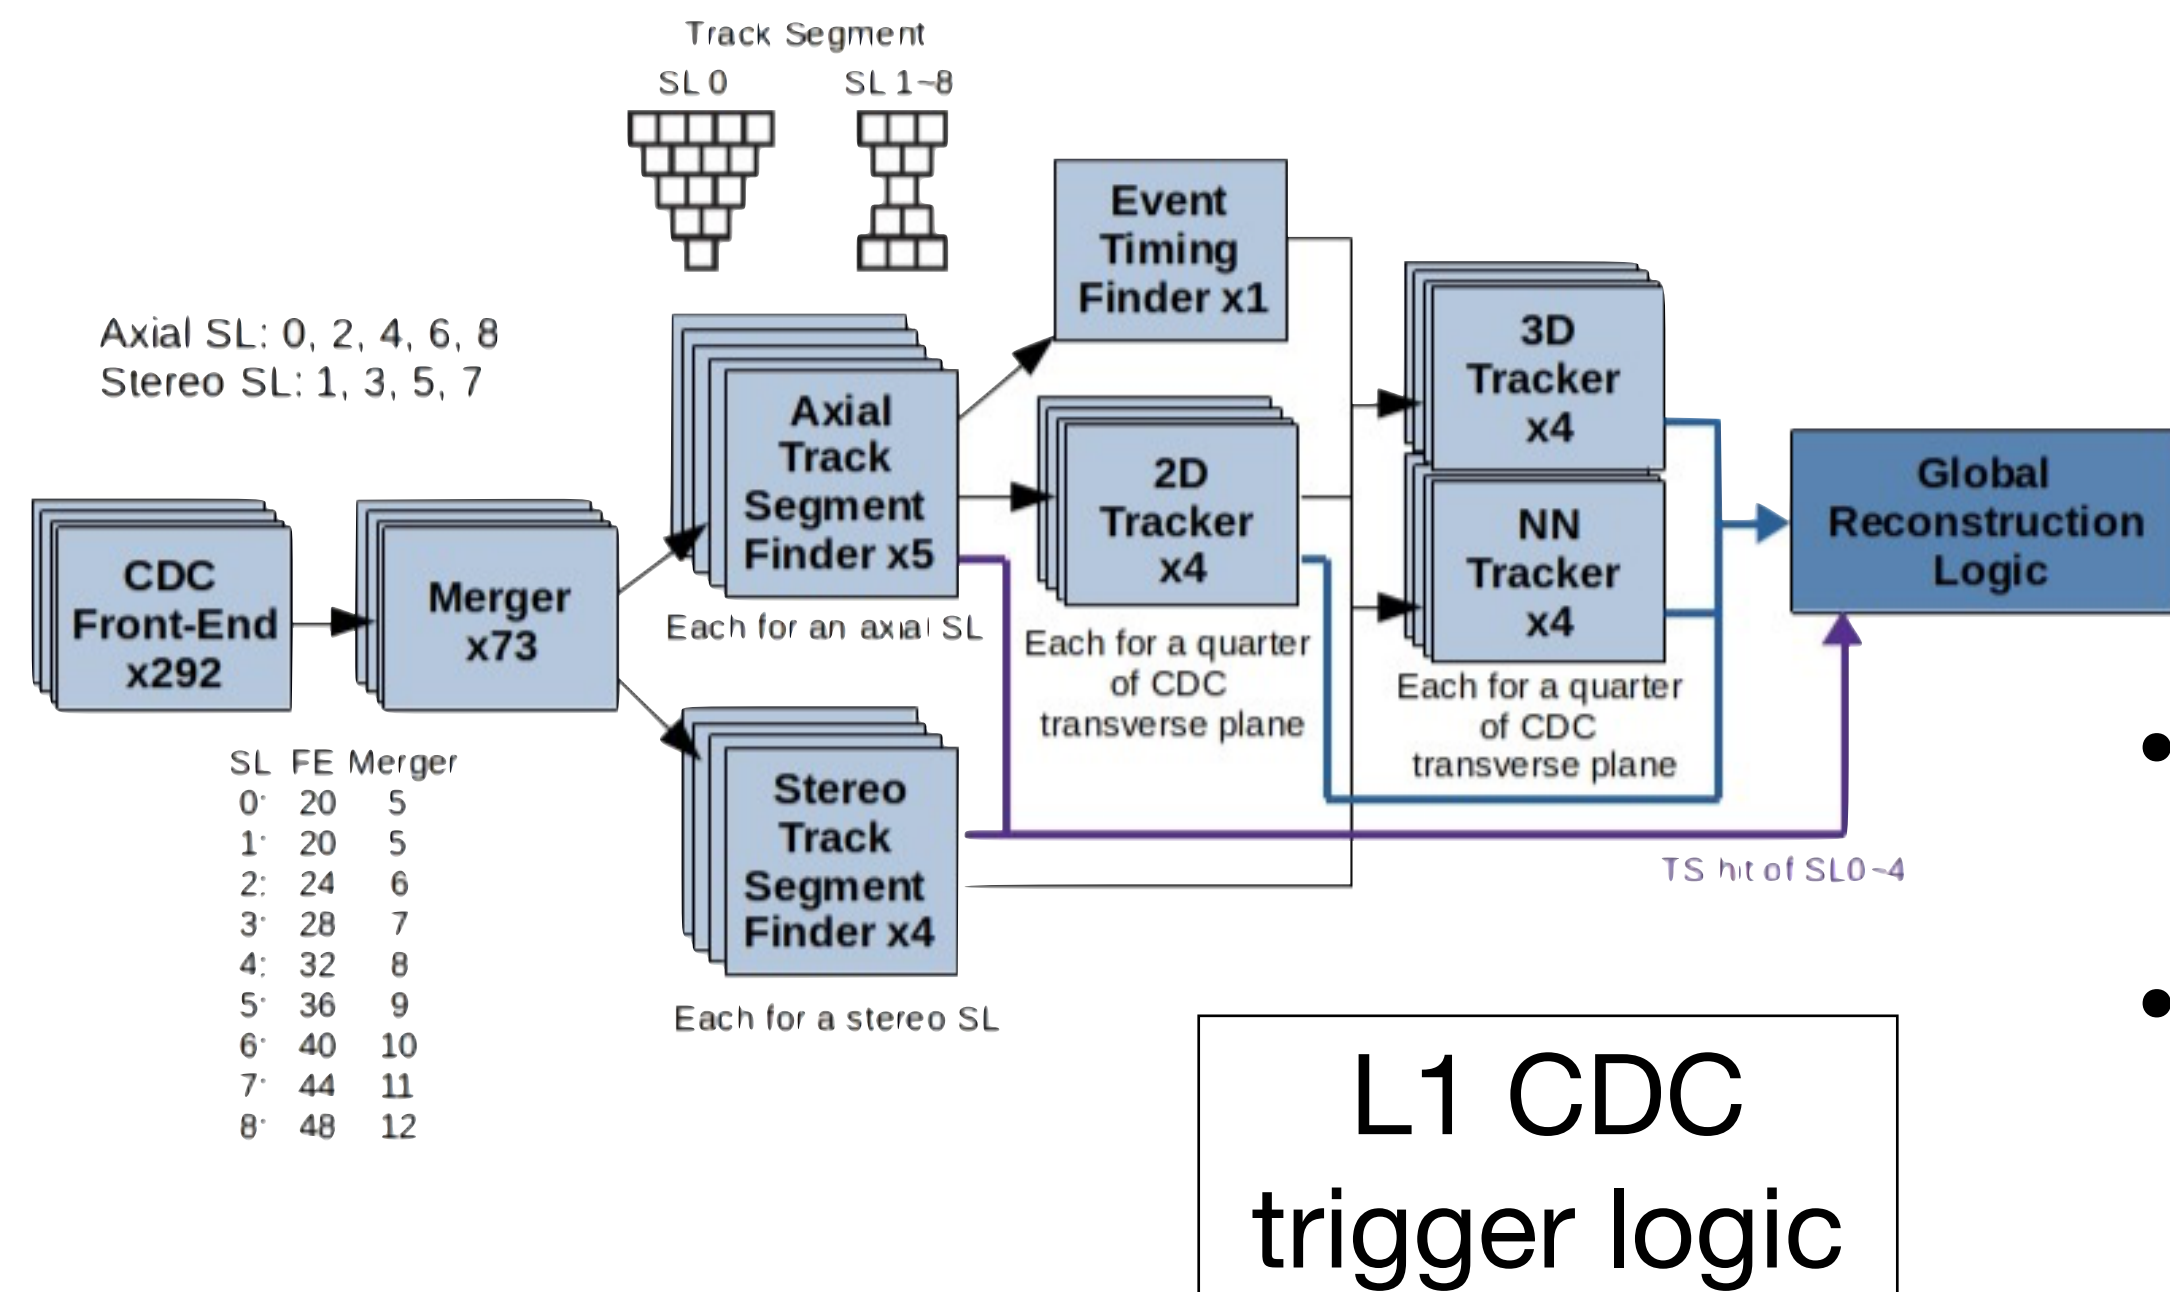 Track Segment
SL 0
SL 1~8
Axial SL: 0, 2, 4, 6, 8
Stereo SL: 1, 3, 5, 7
CDC
Front-End
x292
Merger
x73
Axial
Track
Segment
Finder x5
Each for an axial SL
Stereo
Track
Segment
Finder x4
Each for a stereo SL
Event
Timing
Finder x1
2D
Tracker
x4
Each for a quarter
of CDC
transverse plane
3D
Tracker
x4
NN
Tracker
x4
Each for a quarter
of CDC
transverse plane
Global
Reconstruction
Logic
TS hit of SL0~4
SL FE Merger
0: 20 5
1: 20 5
2: 24 6
3: 28 7
4: 32 8
5: 36 9
6: 40 10
7: 44 11
8: 48 12
L1 CDC
trigger logic